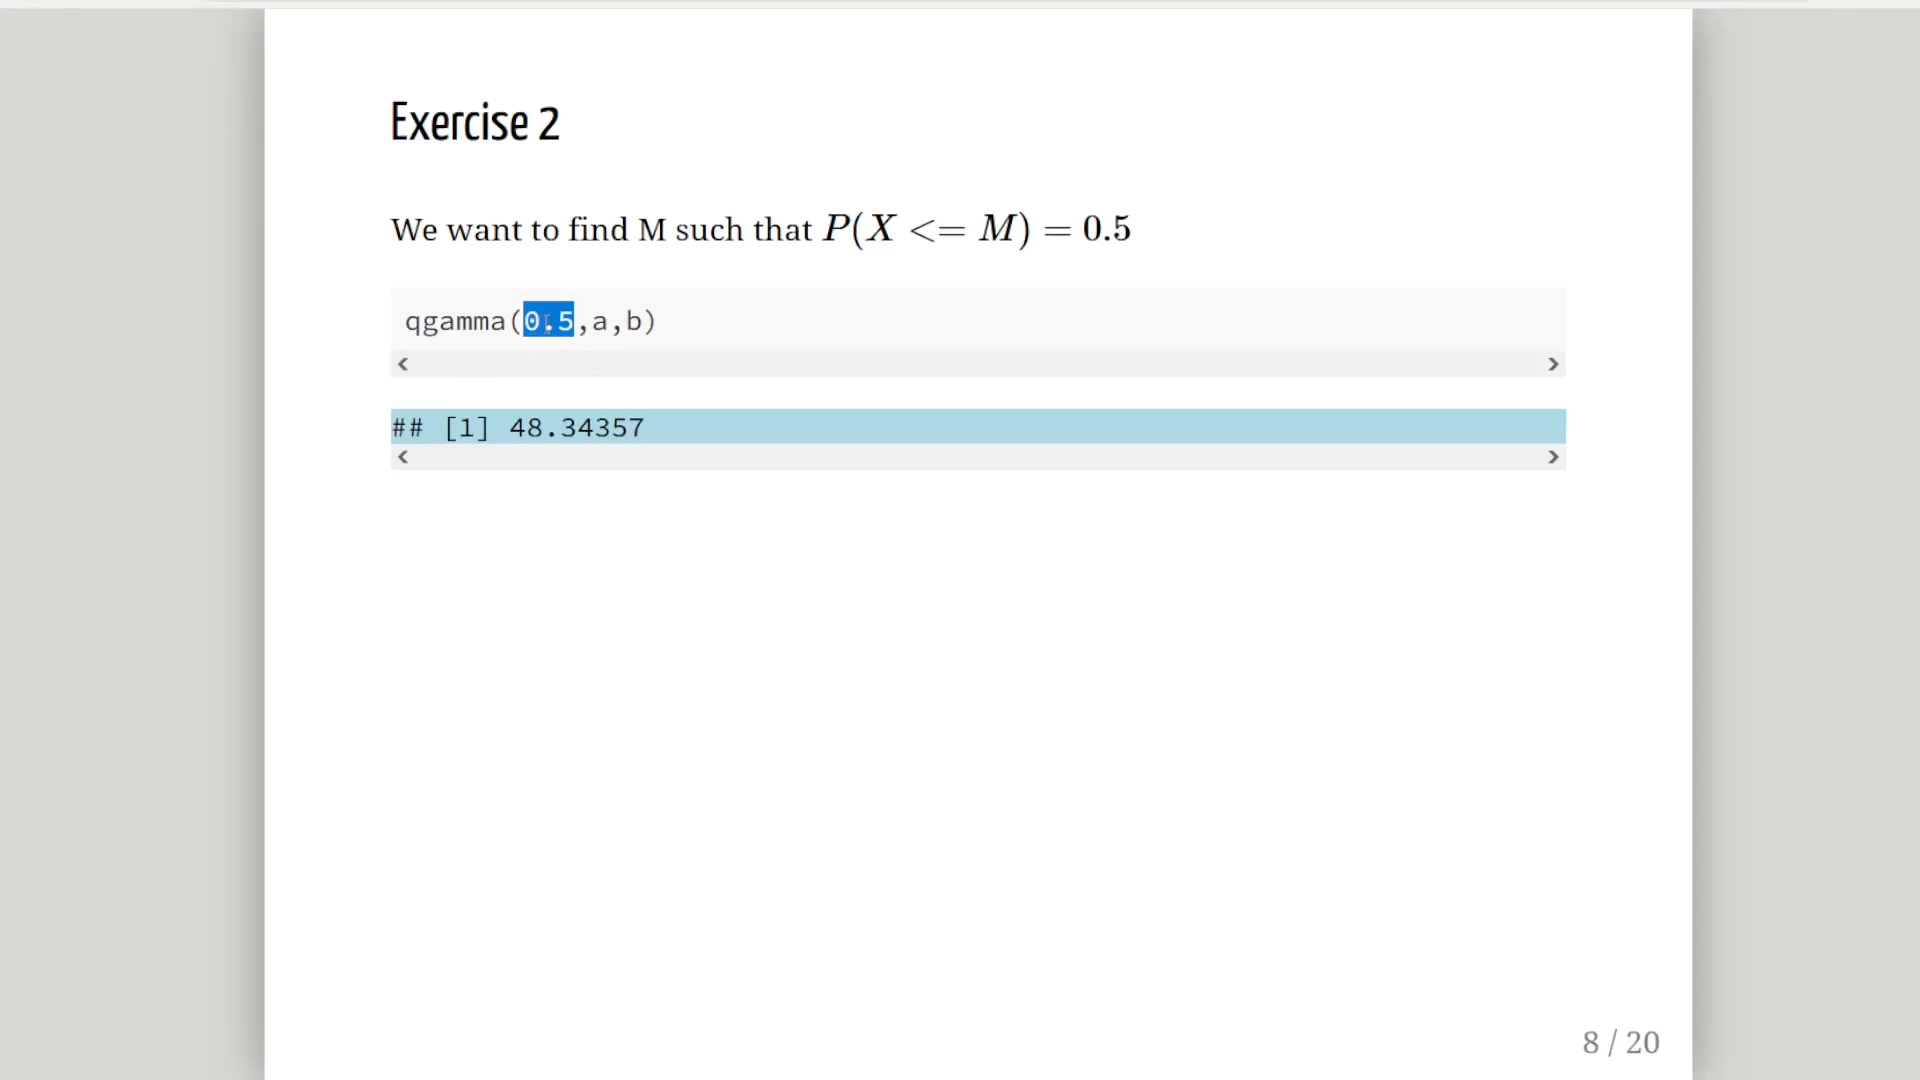 Exercise 2
We want to find M such that P(X <= M) = 0.5
qgamma(0.5,a,b)
## [1] 48.34357
8 / 20